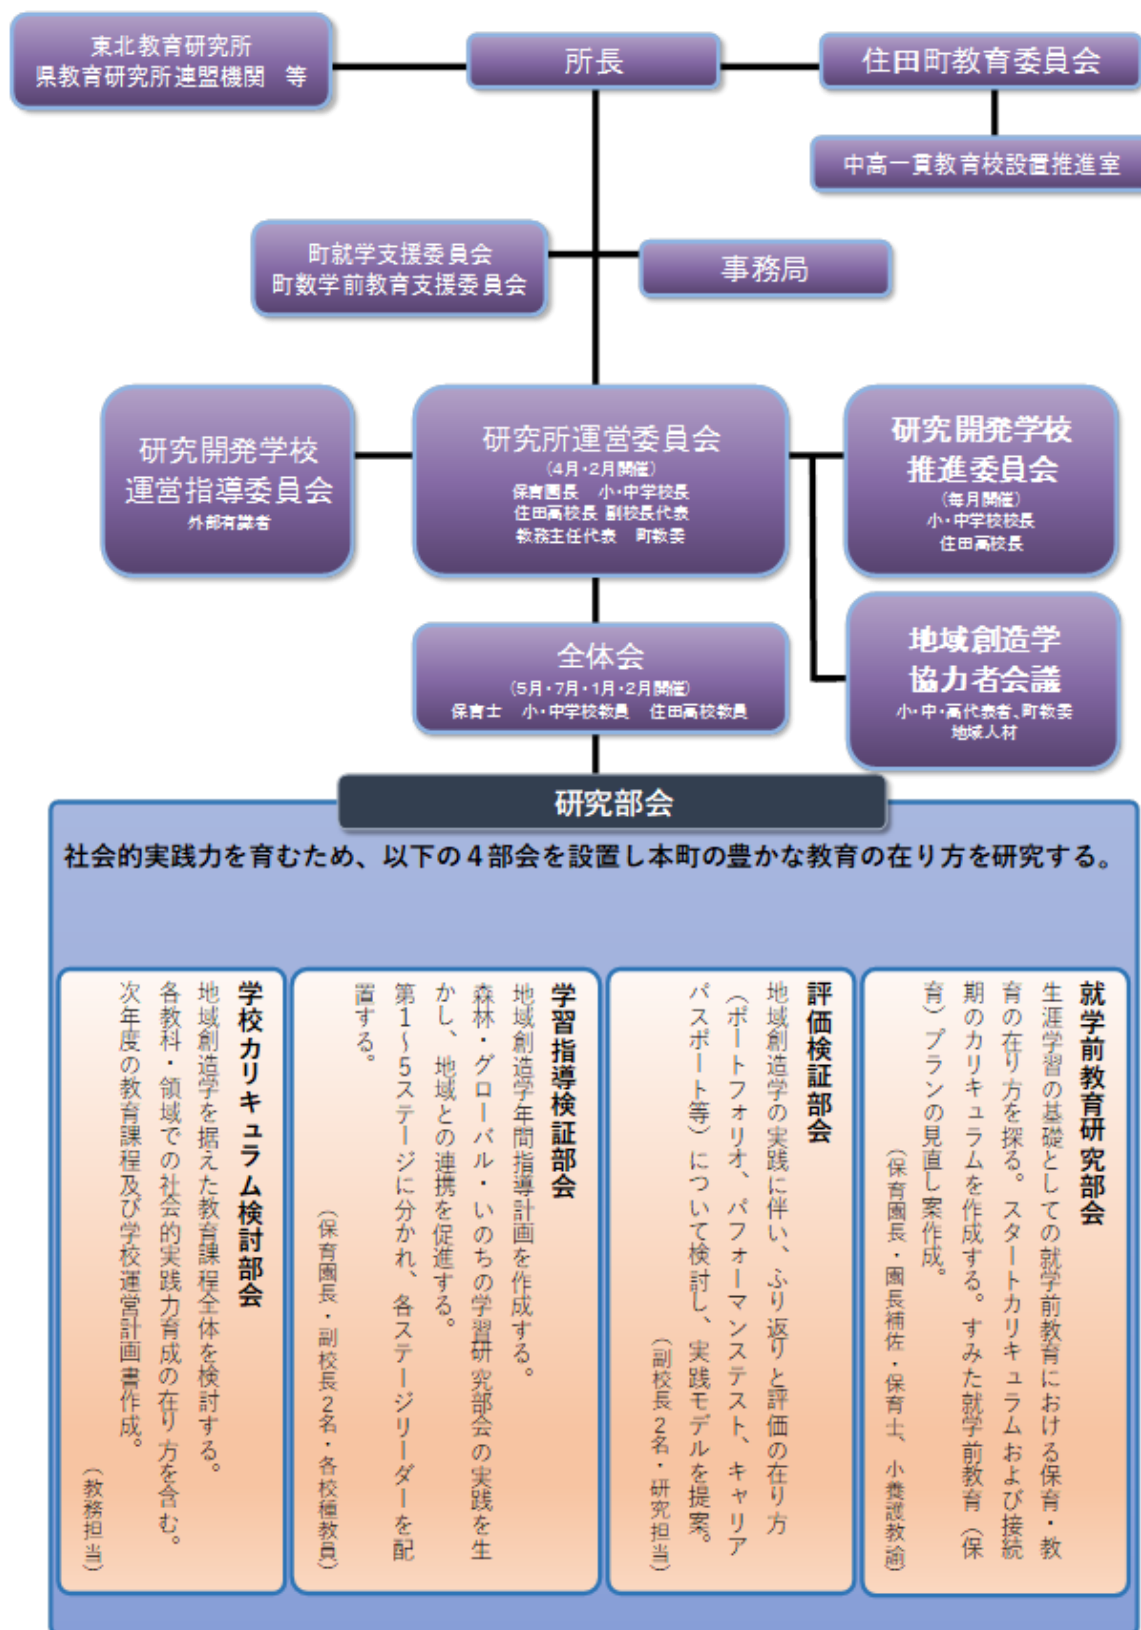 東北教育研究所
県教育研究所連盟機関　等
所長
住田町教育委員会
中高一貫教育校設置推進室
町就学支援委員会
町数学前教育支援委員会
事務局
研究開発学校
運営指導委員会
外部有識者
研究所運営委員会
(4月・2月開催)
保育園長　小・中学校長
住田高校長 副校長代表
教務主任代表　町教委
研究開発学校
推進委員会
(毎月開催)
小・中学校校長
住田高校長
全体会
(5月・7月・1月・2月開催)
保育士　小・中学校教員　住田高校教員
地域創造学
協力者会議
小・中・高代表者、町教委
地域人材
研究部会
社会的実践力を育むため、以下の４部会を設置し本町の豊かな教育の在り方を研究する。
就学前教育研究部会
生涯学習の基礎としての就学前教育における保育・教
育の在り方を探る。スタートカリキュラムおよび接続
期のカリキュラムを作成する。すみた就学前教育（保
育）プランの見直し案作成。
（保育園長・園長補佐・保育士、小養護教諭）
評価検証部会
地域創造学の実践に伴い、ふり返りと評価の在り方
（ポートフォリオ、パフォーマンステスト、キャリア
パスポート等）について検討し、実践モデルを提案。
（副校長２名・研究担当）
学習指導検証部会
地域創造学年間指導計画を作成する。
森林・グローバル・いのちの学習研究部会の実践を生
かし、地域との連携を促進する。
第１～５ステージに分かれ、各ステージリーダーを配
置する。
（保育園長・副校長２名・各校種教員）
学校カリキュラム検討部会
地域創造学を据えた教育課程全体を検討する。
各教科・領域での社会的実践力育成の在り方を含む。
次年度の教育課程及び学校運営計画書作成。
（教務担当）